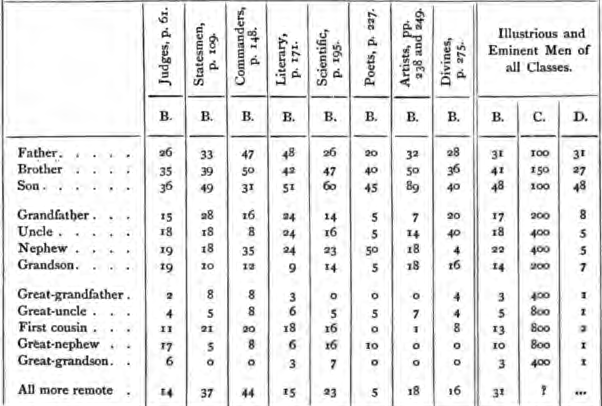 Judges, p. 61. Statesmen, p. 109. Commanders, p. 148. Literary, p. 171. Scientific, p. 195. Poets, p. 227. Artists, pp. 238 and 249. Divines, p. 275. Illustrious and Eminent Men of all Classes.
B. B. B. B. B. B. B. B. B. C. D.
Father. . . . . 26 33 47 48 26 20 32 28 31 100 31
Brother . . . . 35 39 50 42 47 40 50 36 41 150 27
Son . . . . . . 36 49 31 51 60 45 89 40 48 100 48
Grandfather . . . 15 28 16 24 14 5 7 20 17 200 8
Uncle . . . . . 18 18 8 24 16 5 14 40 18 400 5
Nephew . . . . 19 18 35 24 23 50 18 4 22 400 5
Grandson. . . . 19 10 12 9 14 5 18 16 14 200 7
Great-grandfather . 2 8 8 3 0 0 0 4 3 400 1
Great-uncle . . . 4 5 8 6 5 5 7 4 5 800 1
First cousin . . . 11 21 20 18 16 0 1 8 13 800 2
Great-nephew . . 17 5 8 6 16 10 0 0 10 800 1
Great-grandson. . 6 0 0 3 7 0 0 0 3 400 1
All more remote . 14 37 44 15 23 5 18 16 31 ? ...